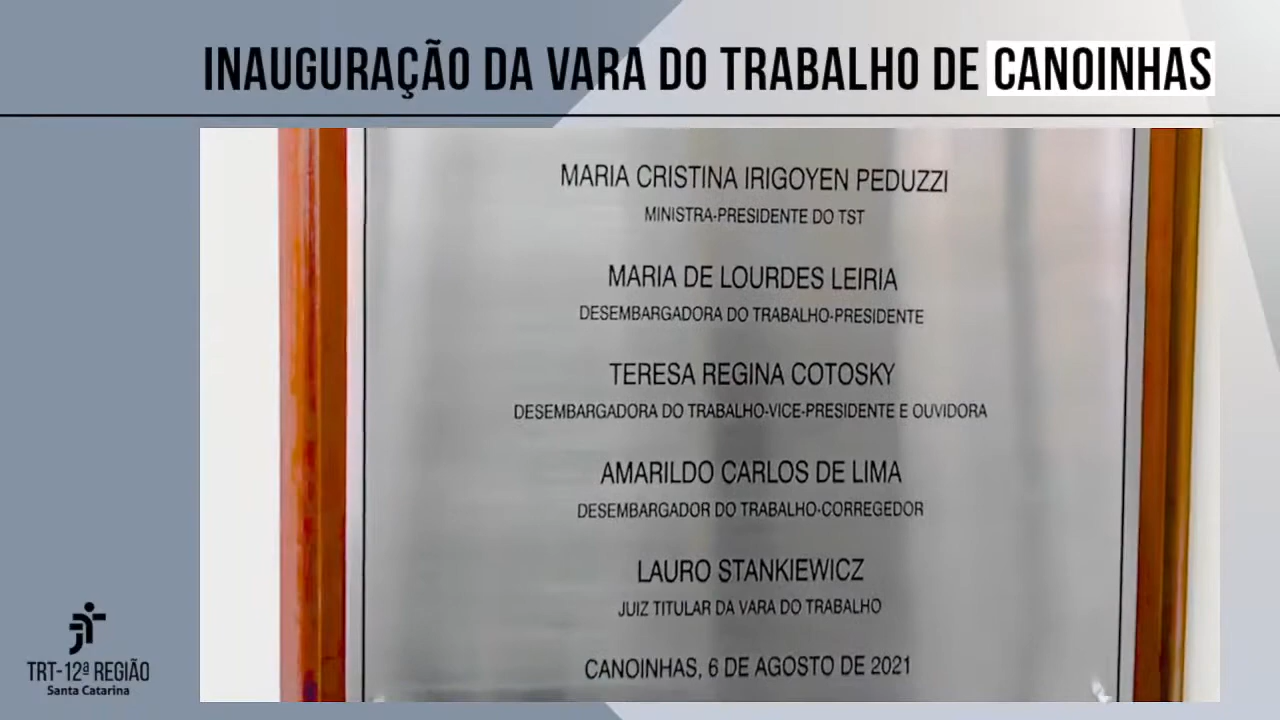 INAUGURAÇÃO DA VARA DO TRABALHO DE CANOINHAS
MARIA CRISTINA IRIGOYEN PEDUZZI
MINISTRA-PRESIDENTE DO TST
MARIA DE LOURDES LEIRIA
DESEMBARGADORA DO TRABALHO-PRESIDENTE
TERESA REGINA COTOSKY
DESEMBARGADORA DO TRABALHO-VICE-PRESIDENTE E OUVIDORA
AMARILDO CARLOS DE LIMA
DESEMBARGADOR DO TRABALHO-CORREGEDOR
LAURO STANKIEWICZ
JUIZ TITULAR DA VARA DO TRABALHO
CANOINHAS, 6 DE AGOSTO DE 2021
TRT-12ª REGIÃO
Santa Catarina